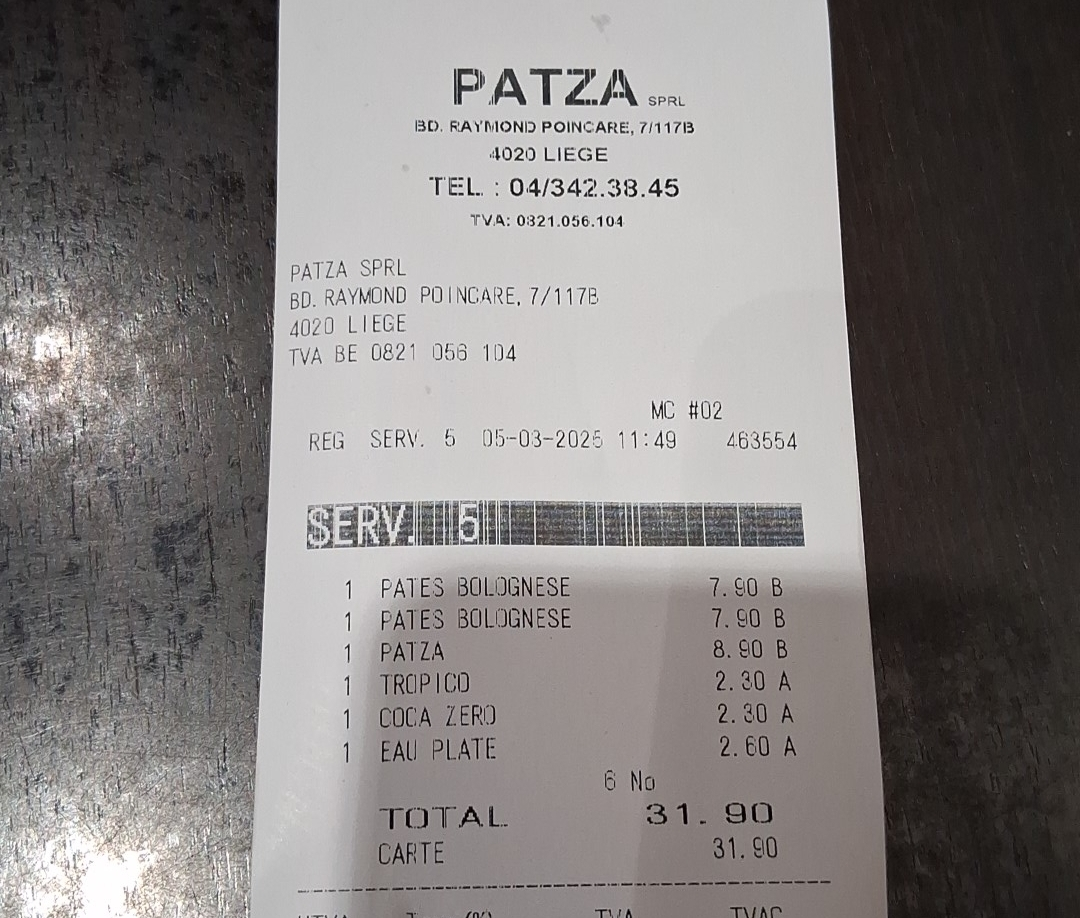 PATZA SPRL
BD. RAYMOND POINCARE, 7/117B
4020 LIEGE
TEL. : 04/342.38.45
TVA: 0821.056.104
PATZA SPRL
BD. RAYMOND POINCARE, 7/117B
4020 LIEGE
TVA BE 0821 056 104
MC #02
REG SERV. 5 05-03-2025 11:49 463554
SERV. 5
1 PATES BOLOGNESE 7.90 B
1 PATES BOLOGNESE 7.90 B
1 PATZA 8.90 B
1 TROPICO 2.30 A
1 COCA ZERO 2.30 A
1 EAU PLATE 2.60 A
6 No
TOTAL 31.90
CARTE 31.90
(%) TVA TVAC